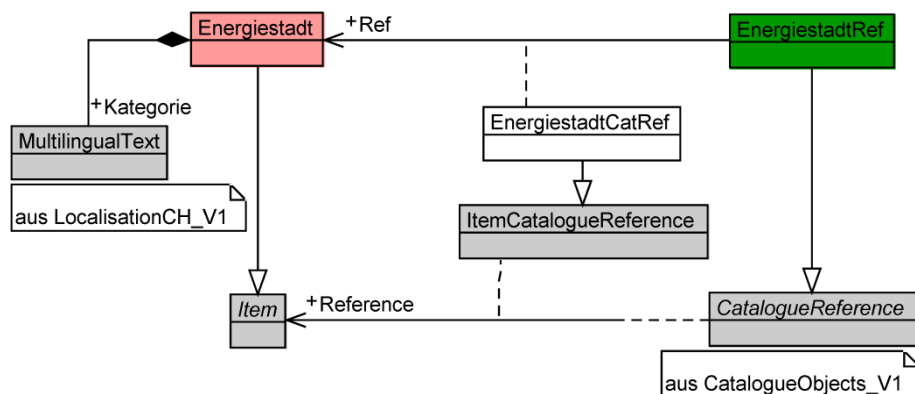 Energiestadt
+Ref
EnergiestadtRef
+Kategorie
EnergiestadtCatRef
MultilingualText
aus LocalisationCH_V1
ItemCatalogueReference
Item
+Reference
CatalogueReference
aus CatalogueObjects_V1